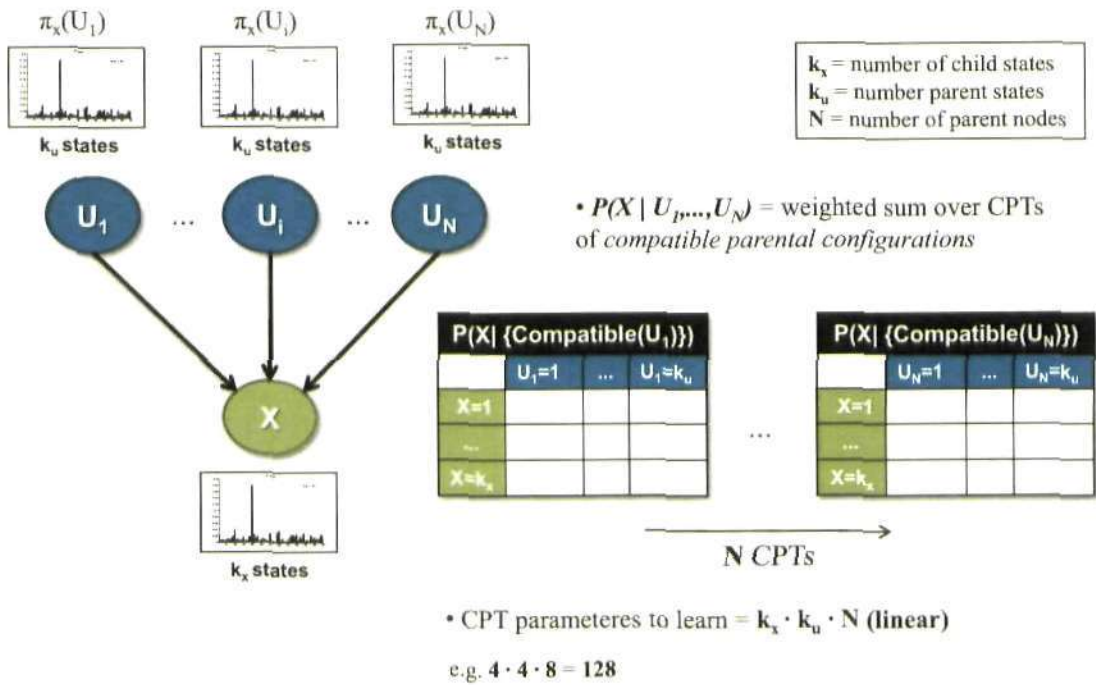 πx(U1) πx(Ui) πx(UN)
ku states ku states ku states
kx = number of child states
ku = number parent states
N = number of parent nodes
U1 ... Ui ... UN
• P(X | U1,...,UN) = weighted sum over CPTs
of compatible parental configurations
X
kx states
P(X| {Compatible(U1)})
U1=1 ... U1=ku
X=1
...
X=kx
...
P(X| {Compatible(UN)})
UN=1 ... UN=ku
X=1
...
X=kx
N CPTs
• CPT parameteres to learn = kx · ku · N (linear)
e.g. 4 · 4 · 8 = 128